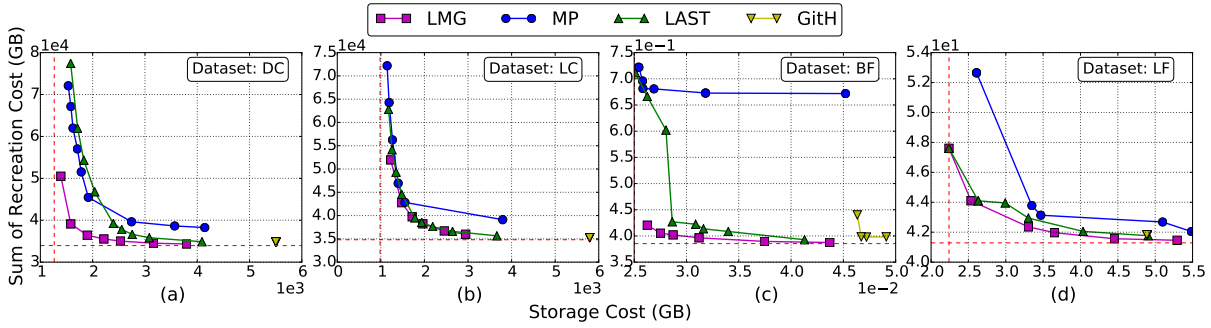 LMG MP LAST GitH
Sum of Recreation Cost (GB)
1e4
8
7
6
5
4
3
Dataset: DC
1 2 3 4 5 6
1e3
(a)
1e4
7.5
7.0
6.5
6.0
5.5
5.0
4.5
4.0
3.5
3.0
Dataset: LC
0 1 2 3 4 5 6
1e3
(b)
1e−1
7.5
7.0
6.5
6.0
5.5
5.0
4.5
4.0
3.5
Dataset: BF
2.5 3.0 3.5 4.0 4.5 5.0
1e−2
(c)
1e1
5.4
5.2
5.0
4.8
4.6
4.4
4.2
4.0
Dataset: LF
2.0 2.5 3.0 3.5 4.0 4.5 5.0 5.5
(d)
Storage Cost (GB)